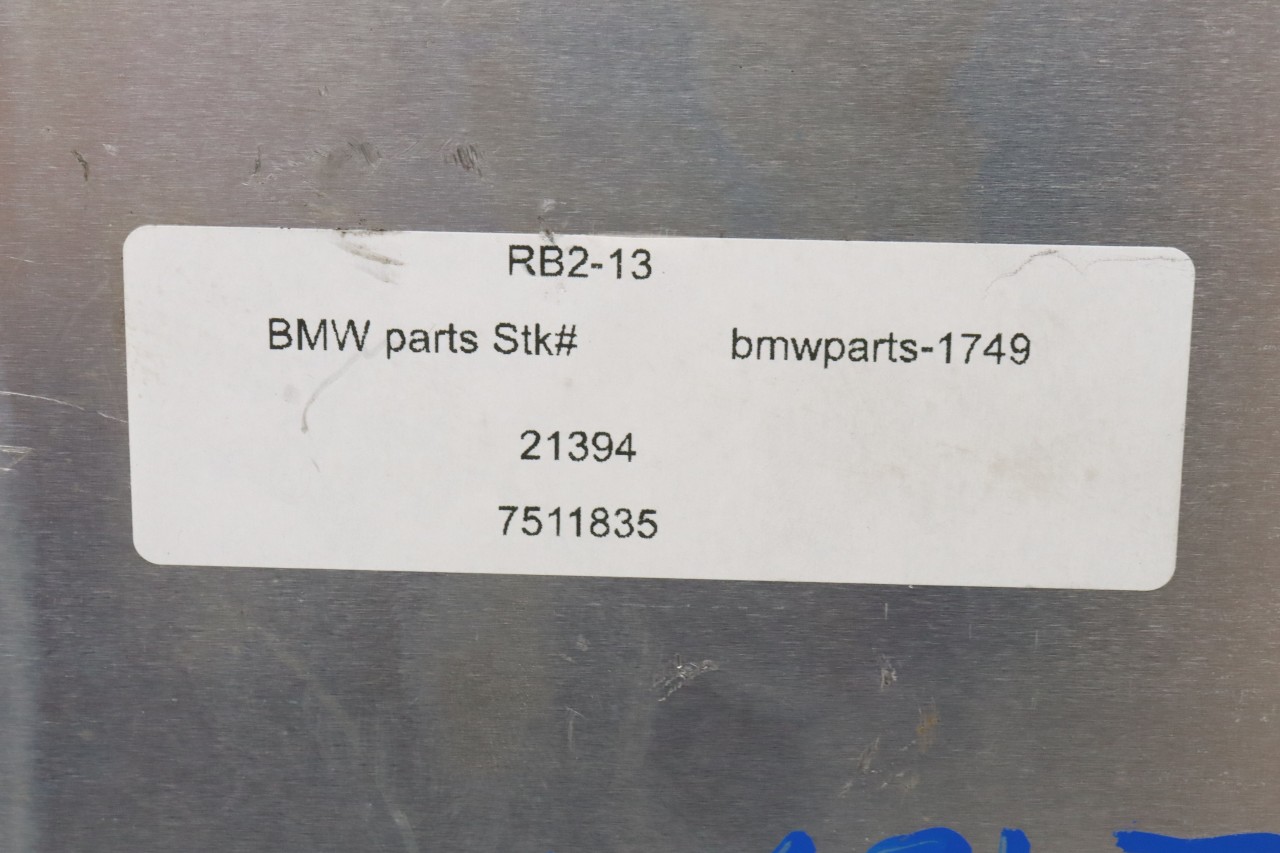 RB2-13
BMW parts Stk# bmwparts-1749
21394
7511835